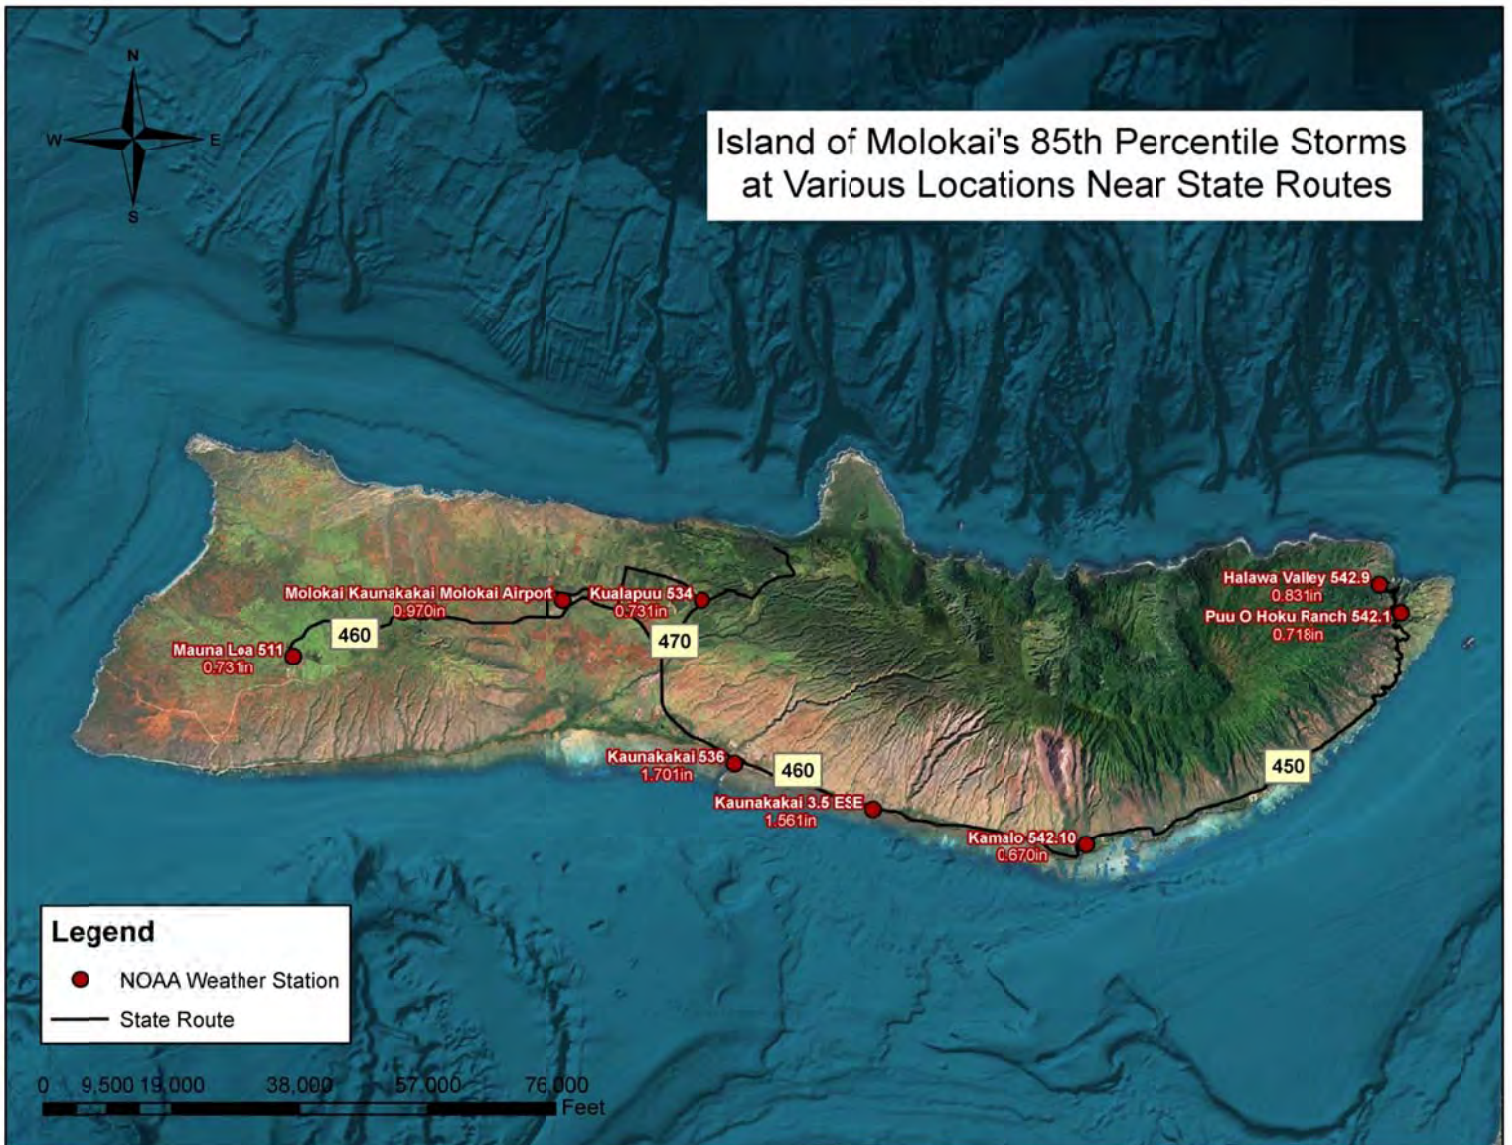 N
W E
S
Island of Molokai's 85th Percentile Storms
at Various Locations Near State Routes
Halawa Valley 542.9
0.831in
Puu O Hoku Ranch 542.1
0.718in
Molokai Kaunakakai Molokai Airport
0.970in
Kualapuu 534
0.731in
460
470
Mauna Loa 511
0.731in
Kaunakakai 536
1.701in
460
450
Kaunakakai 3.5 ESE
1.561in
Kamalo 542.10
0.670in
Legend
NOAA Weather Station
State Route
0 9,500 19,000 38,000 57,000 76,000
Feet